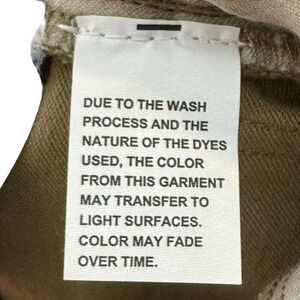 DUE TO THE WASH
PROCESS AND THE
NATURE OF THE DYES
USED, THE COLOR
FROM THIS GARMENT
MAY TRANSFER TO
LIGHT SURFACES.
COLOR MAY FADE
OVER TIME.